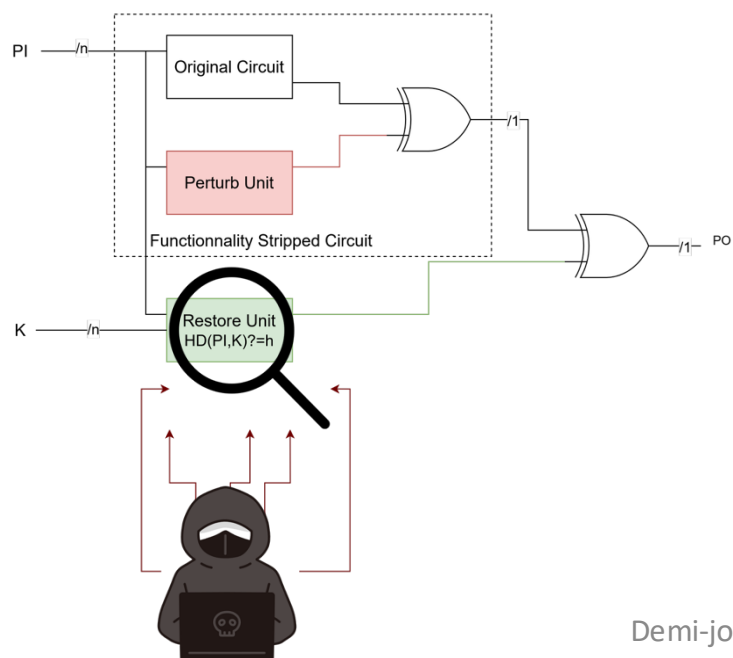 PI
/n
Original Circuit
/1
Perturb Unit
PO
/1
Functionnality Stripped Circuit
Restore Unit
HD(PI,K)?=h
K
/n
Demi-jo